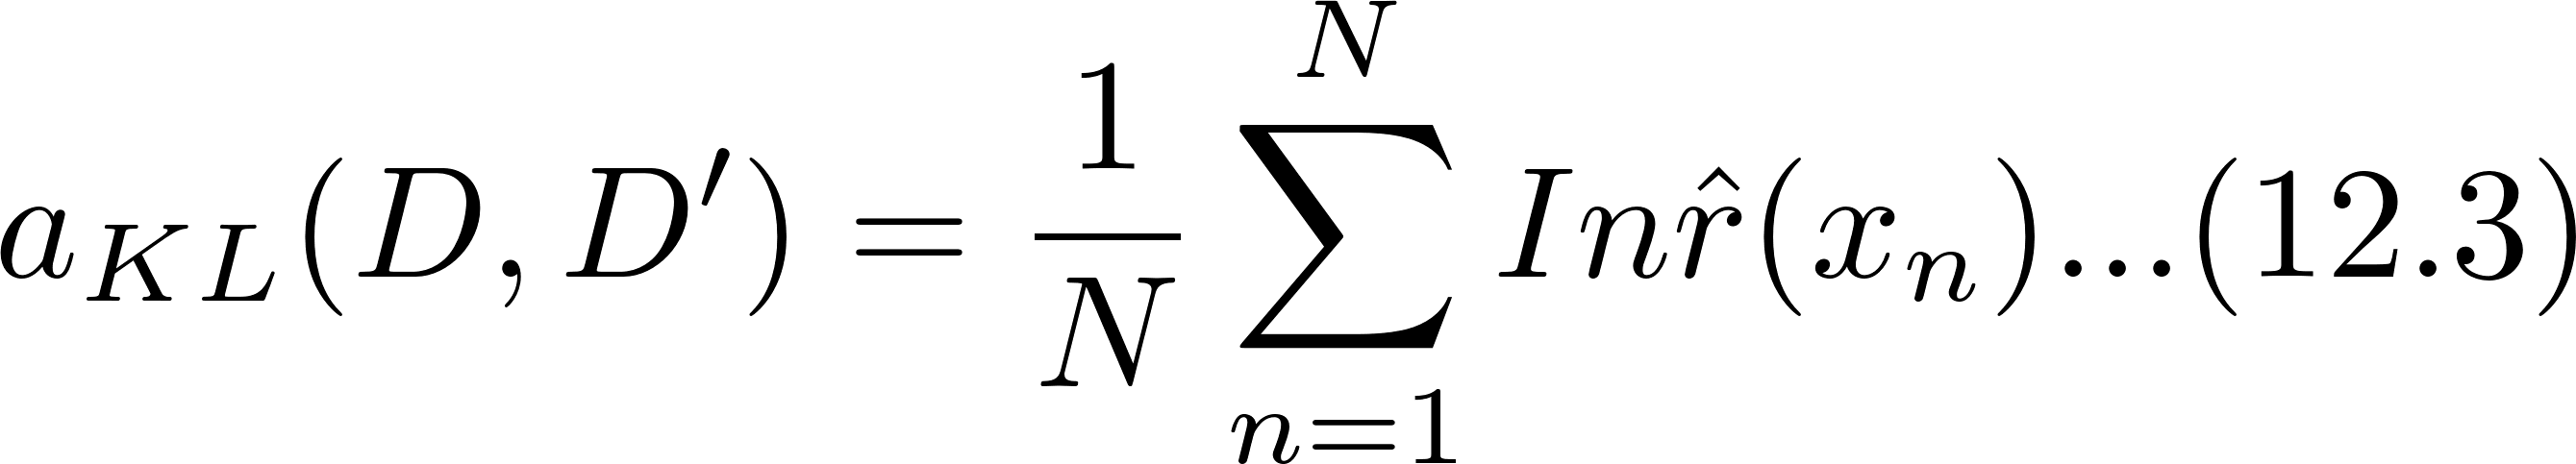 a_{KL}(D, D') = \frac{1}{N} \sum_{n=1}^{N} In\hat{r}(x_n)...(12.3)